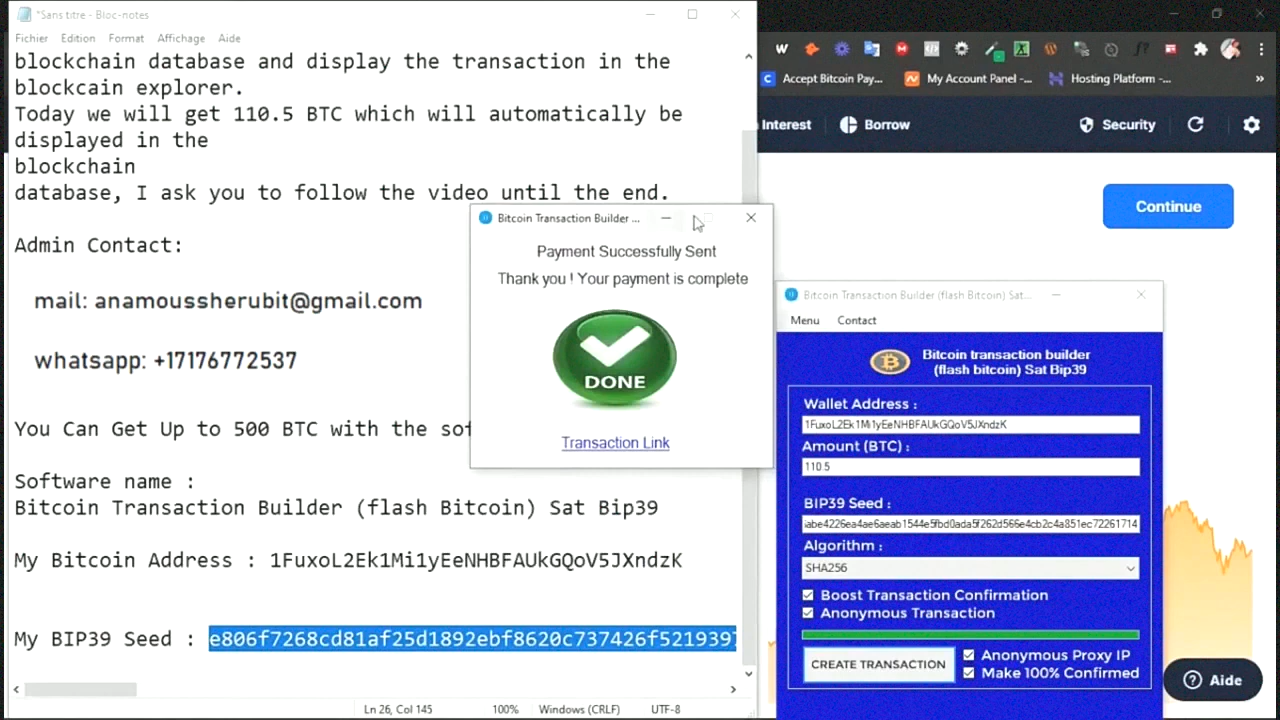 *Sans titre - Bloc-notes
Fichier Edition Format Affichage Aide
blockchain database and display the transaction in the
blockcain explorer.
Today we will get 110.5 BTC which will automatically be
displayed in the
blockchain
database, I ask you to follow the video until the end.
Admin Contact:
mail: anamoussherubit@gmail.com
whatsapp: +17176772537
You Can Get Up to 500 BTC with the sof
Software name :
Bitcoin Transaction Builder (flash Bitcoin) Sat Bip39
My Bitcoin Address : 1FuxoL2Ek1Mi1yEeNHBFAUkGQoV5JXndzK
My BIP39 Seed : e806f7268cd81af25d1892ebf8620c737426f5219397
Ln 26, Col 145 100% Windows (CRLF) UTF-8
Bitcoin Transaction Builder ...
Payment Successfully Sent
Thank you ! Your payment is complete
DONE
Transaction Link
Accept Bitcoin Pay... My Account Panel -... Hosting Platform -... »
Interest Borrow Security
Continue
Bitcoin Transaction Builder (flash Bitcoin) Sat...
Menu Contact
Bitcoin transaction builder
(flash bitcoin) Sat Bip39
Wallet Address :
1FuxoL2Ek1Mi1yEeNHBFAUkGQoV5JXndzK
Amount (BTC) :
110.5
BIP39 Seed :
abe4226ea4ae6aeab1544e5fbd0ada5f262d566e4cb2c4a851ec72261714
Algorithm :
SHA256
Boost Transaction Confirmation
Anonymous Transaction
CREATE TRANSACTION
Anonymous Proxy IP
Make 100% Confirmed
Aide